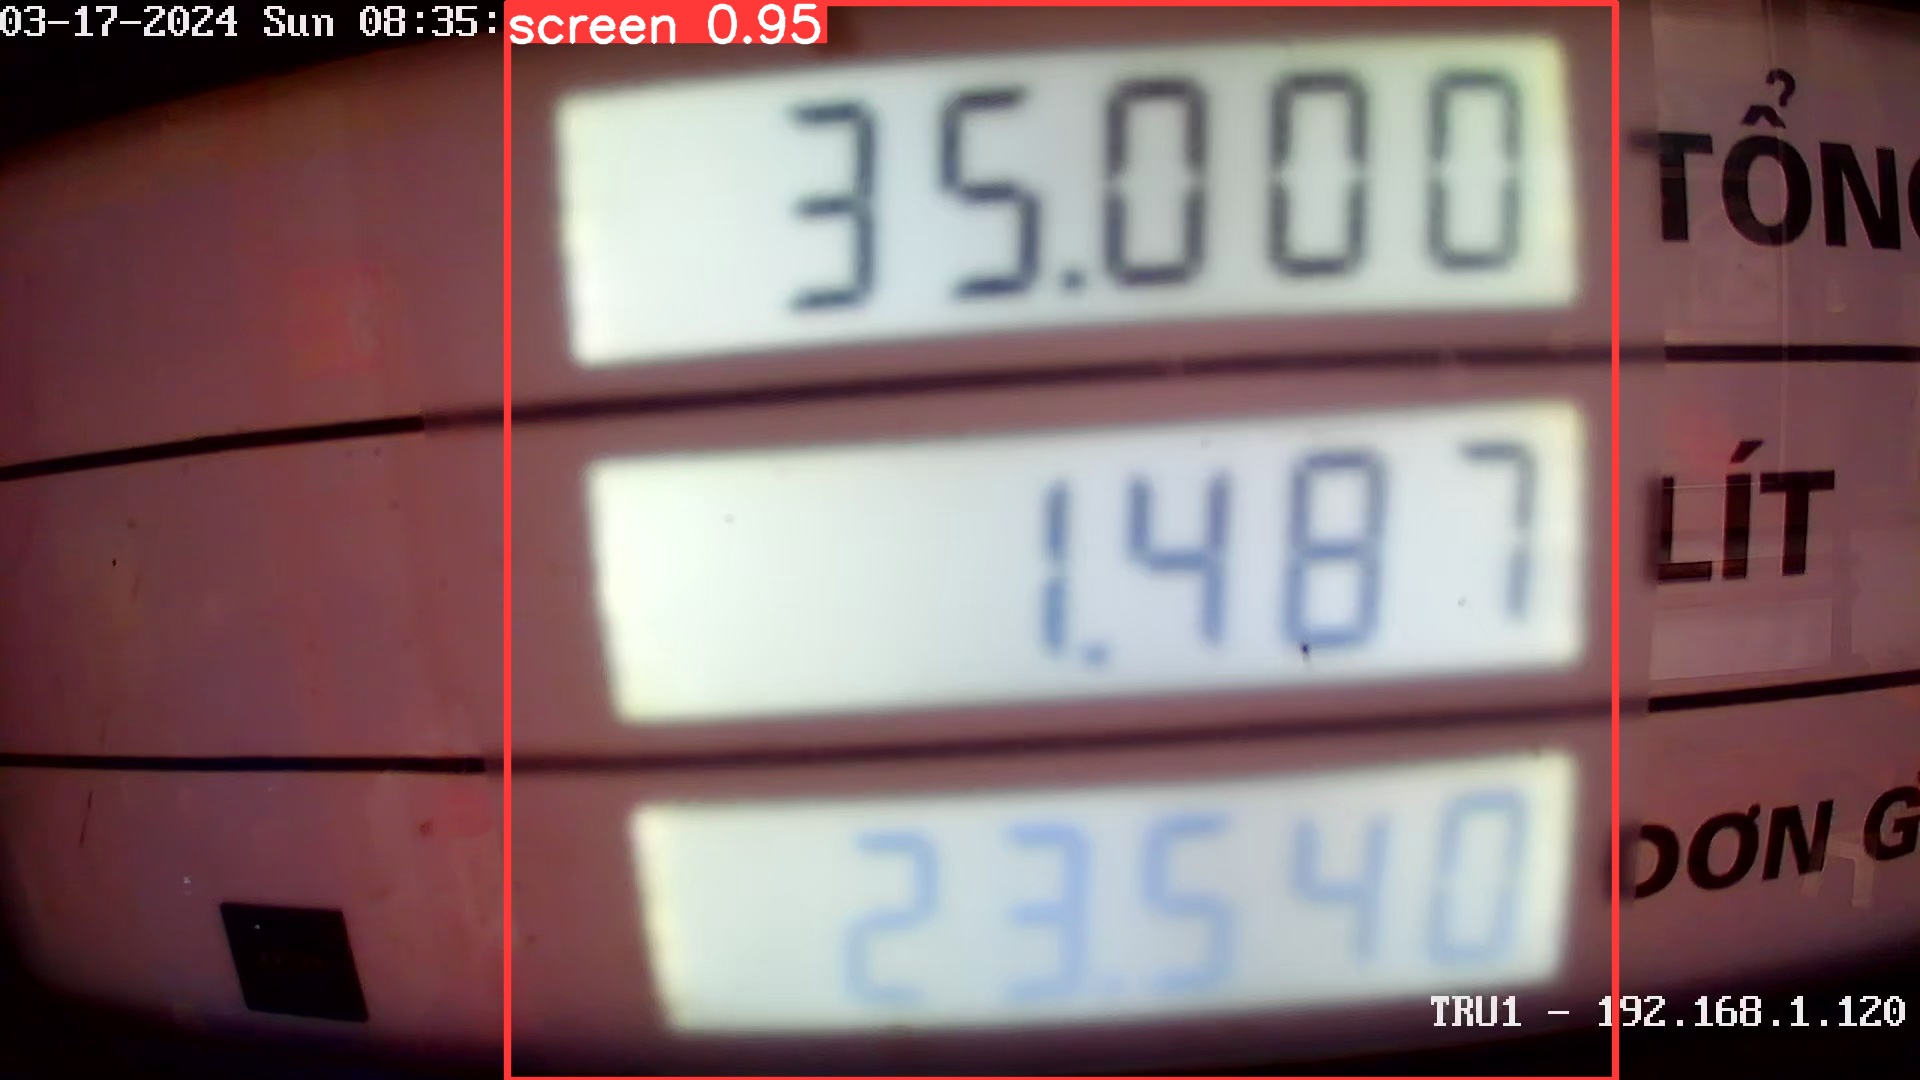 03-17-2024 Sun 08:35:
screen 0.95
35.000
TỔNG
1.487
LÍT
23.540
ĐƠN G
TRU1 - 192.168.1.120